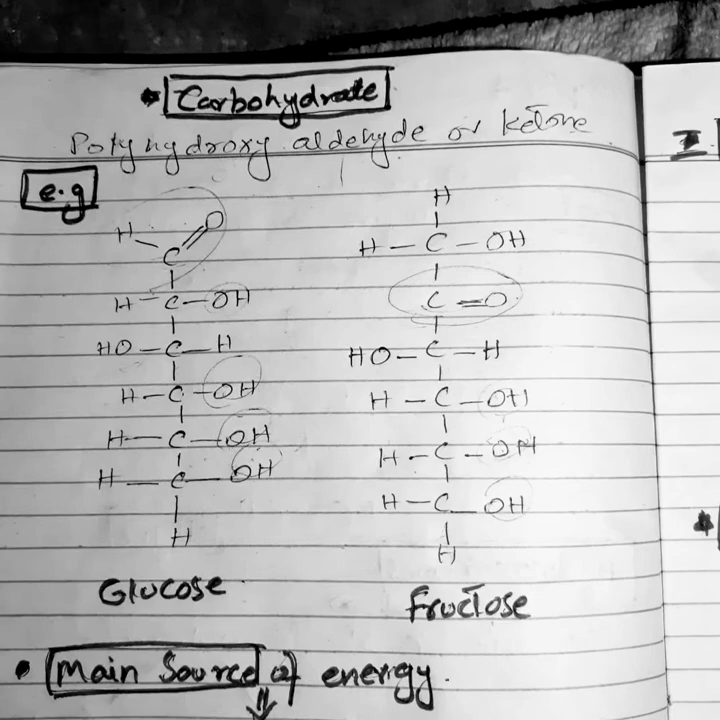 Carbohydrate
Polyhydroxy aldehyde or ketone
I
e.g
H
H O
H – C – OH
C
H – C – OH
C = O
HO – C – H
HO – C – H
H – C – OH
H – C – OH
H – C – OH
H – C – OH
H – C – OH
H – C – OH
H
H
Glucose
Fructose
• Main Source of energy.